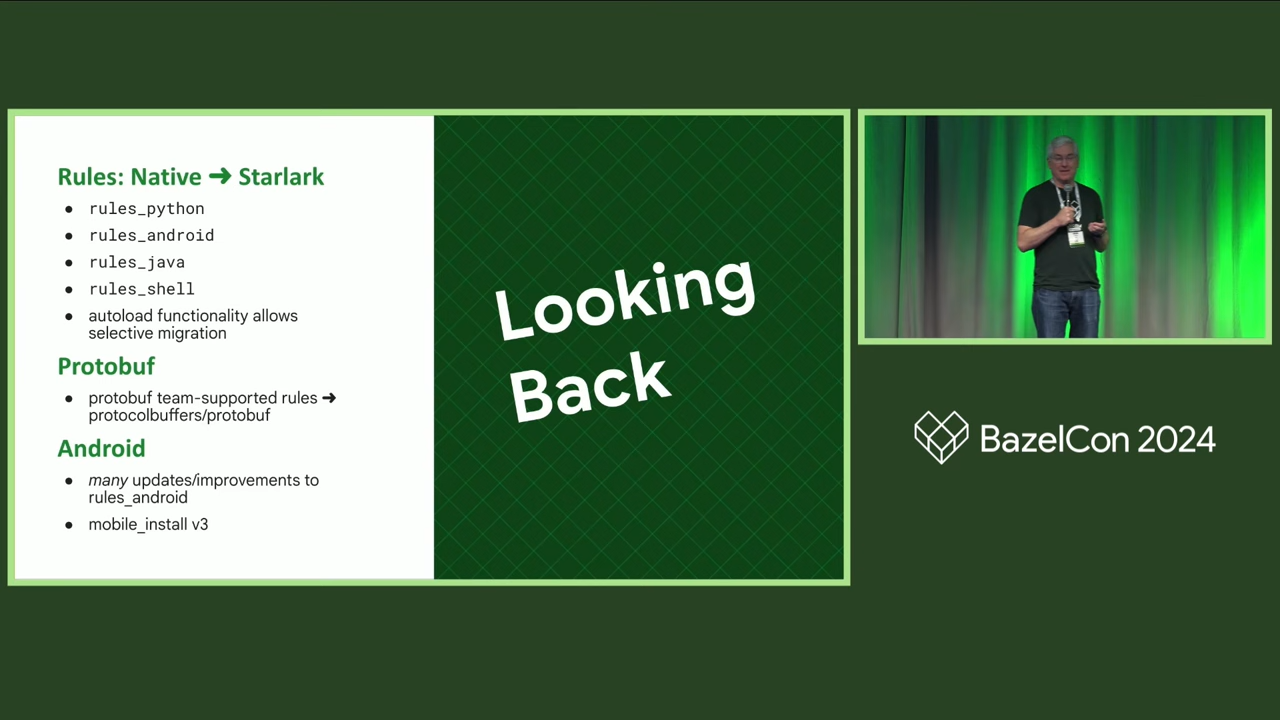 Rules: Native ➜ Starlark
● rules_python
● rules_android
● rules_java
● rules_shell
● autoload functionality allows
selective migration
Protobuf
● protobuf team-supported rules ➜
protocolbuffers/protobuf
Android
● many updates/improvements to
rules_android
● mobile_install v3
Looking
Back
BazelCon 2024